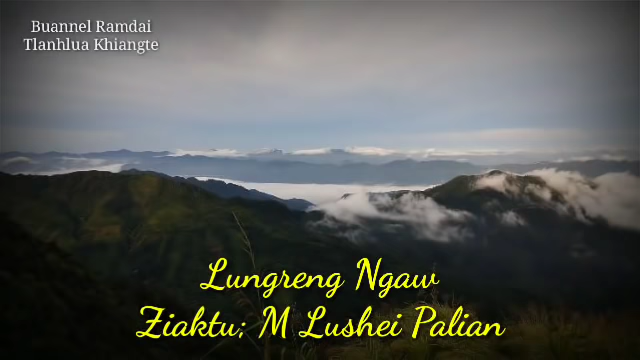 Buannel Ramdai
Tlanhlua Khiangte
Lungreng Ngaw
Ziaktu; M Lushei Palian